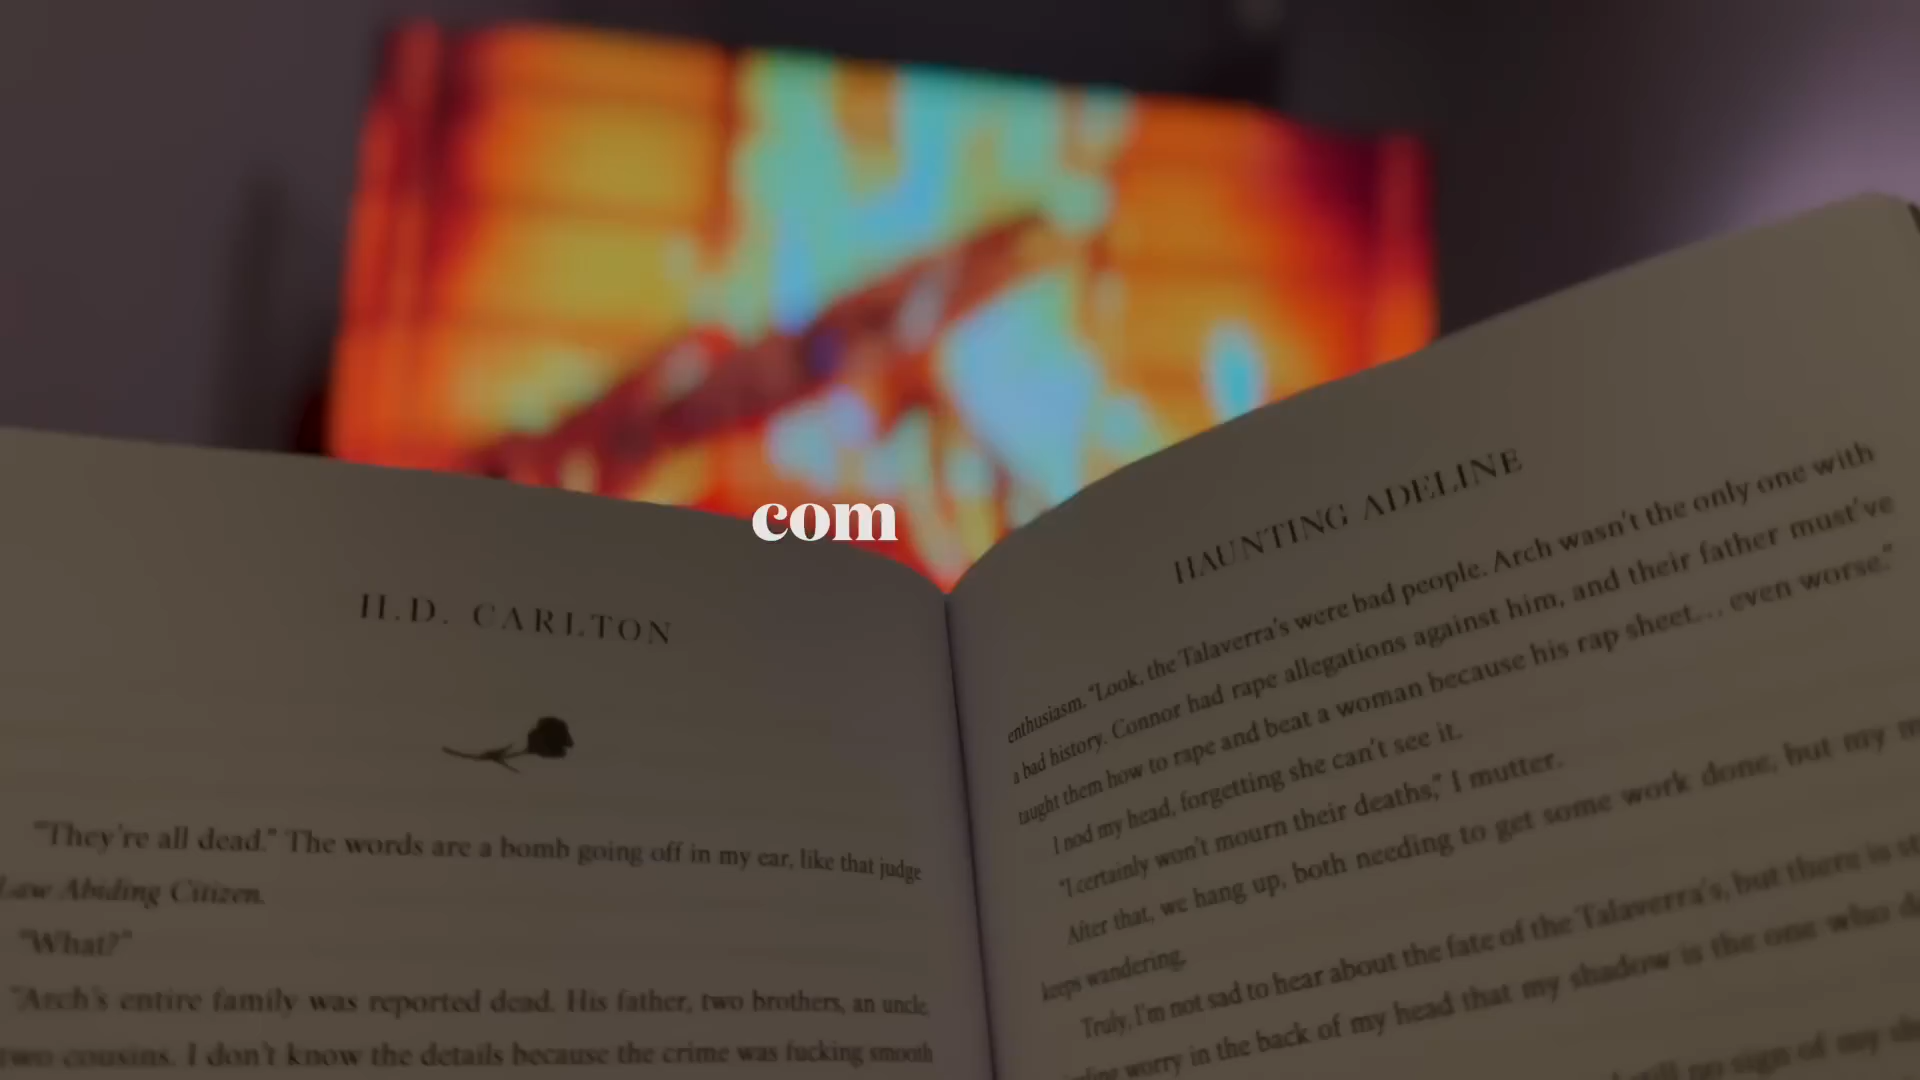 com
H.D. CARLTON
"They're all dead." The words are a bomb going off in my ear, like that judge
Law Abiding Citizen.
"What?"
"Arch's entire family was reported dead. His father, two brothers, an uncle,
two cousins. I don't know the details because the crime was fucking smooth
HAUNTING ADELINE
enthusiasm. "Look, the Talaverra's were bad people. Arch wasn't the only one with
a bad history. Connor had rape allegations against him, and their father must've
taught them how to rape and beat a woman because his rap sheet... even worse."
I nod my head, forgetting she can't see it.
"I certainly won't mourn their deaths," I mutter.
After that, we hang up, both needing to get some work done, but my
keeps wandering.
Truly, I'm not sad to hear about the fate of the Talaverra's, but there is
worry in the back of my head that my shadow is the one who
still no sign of my